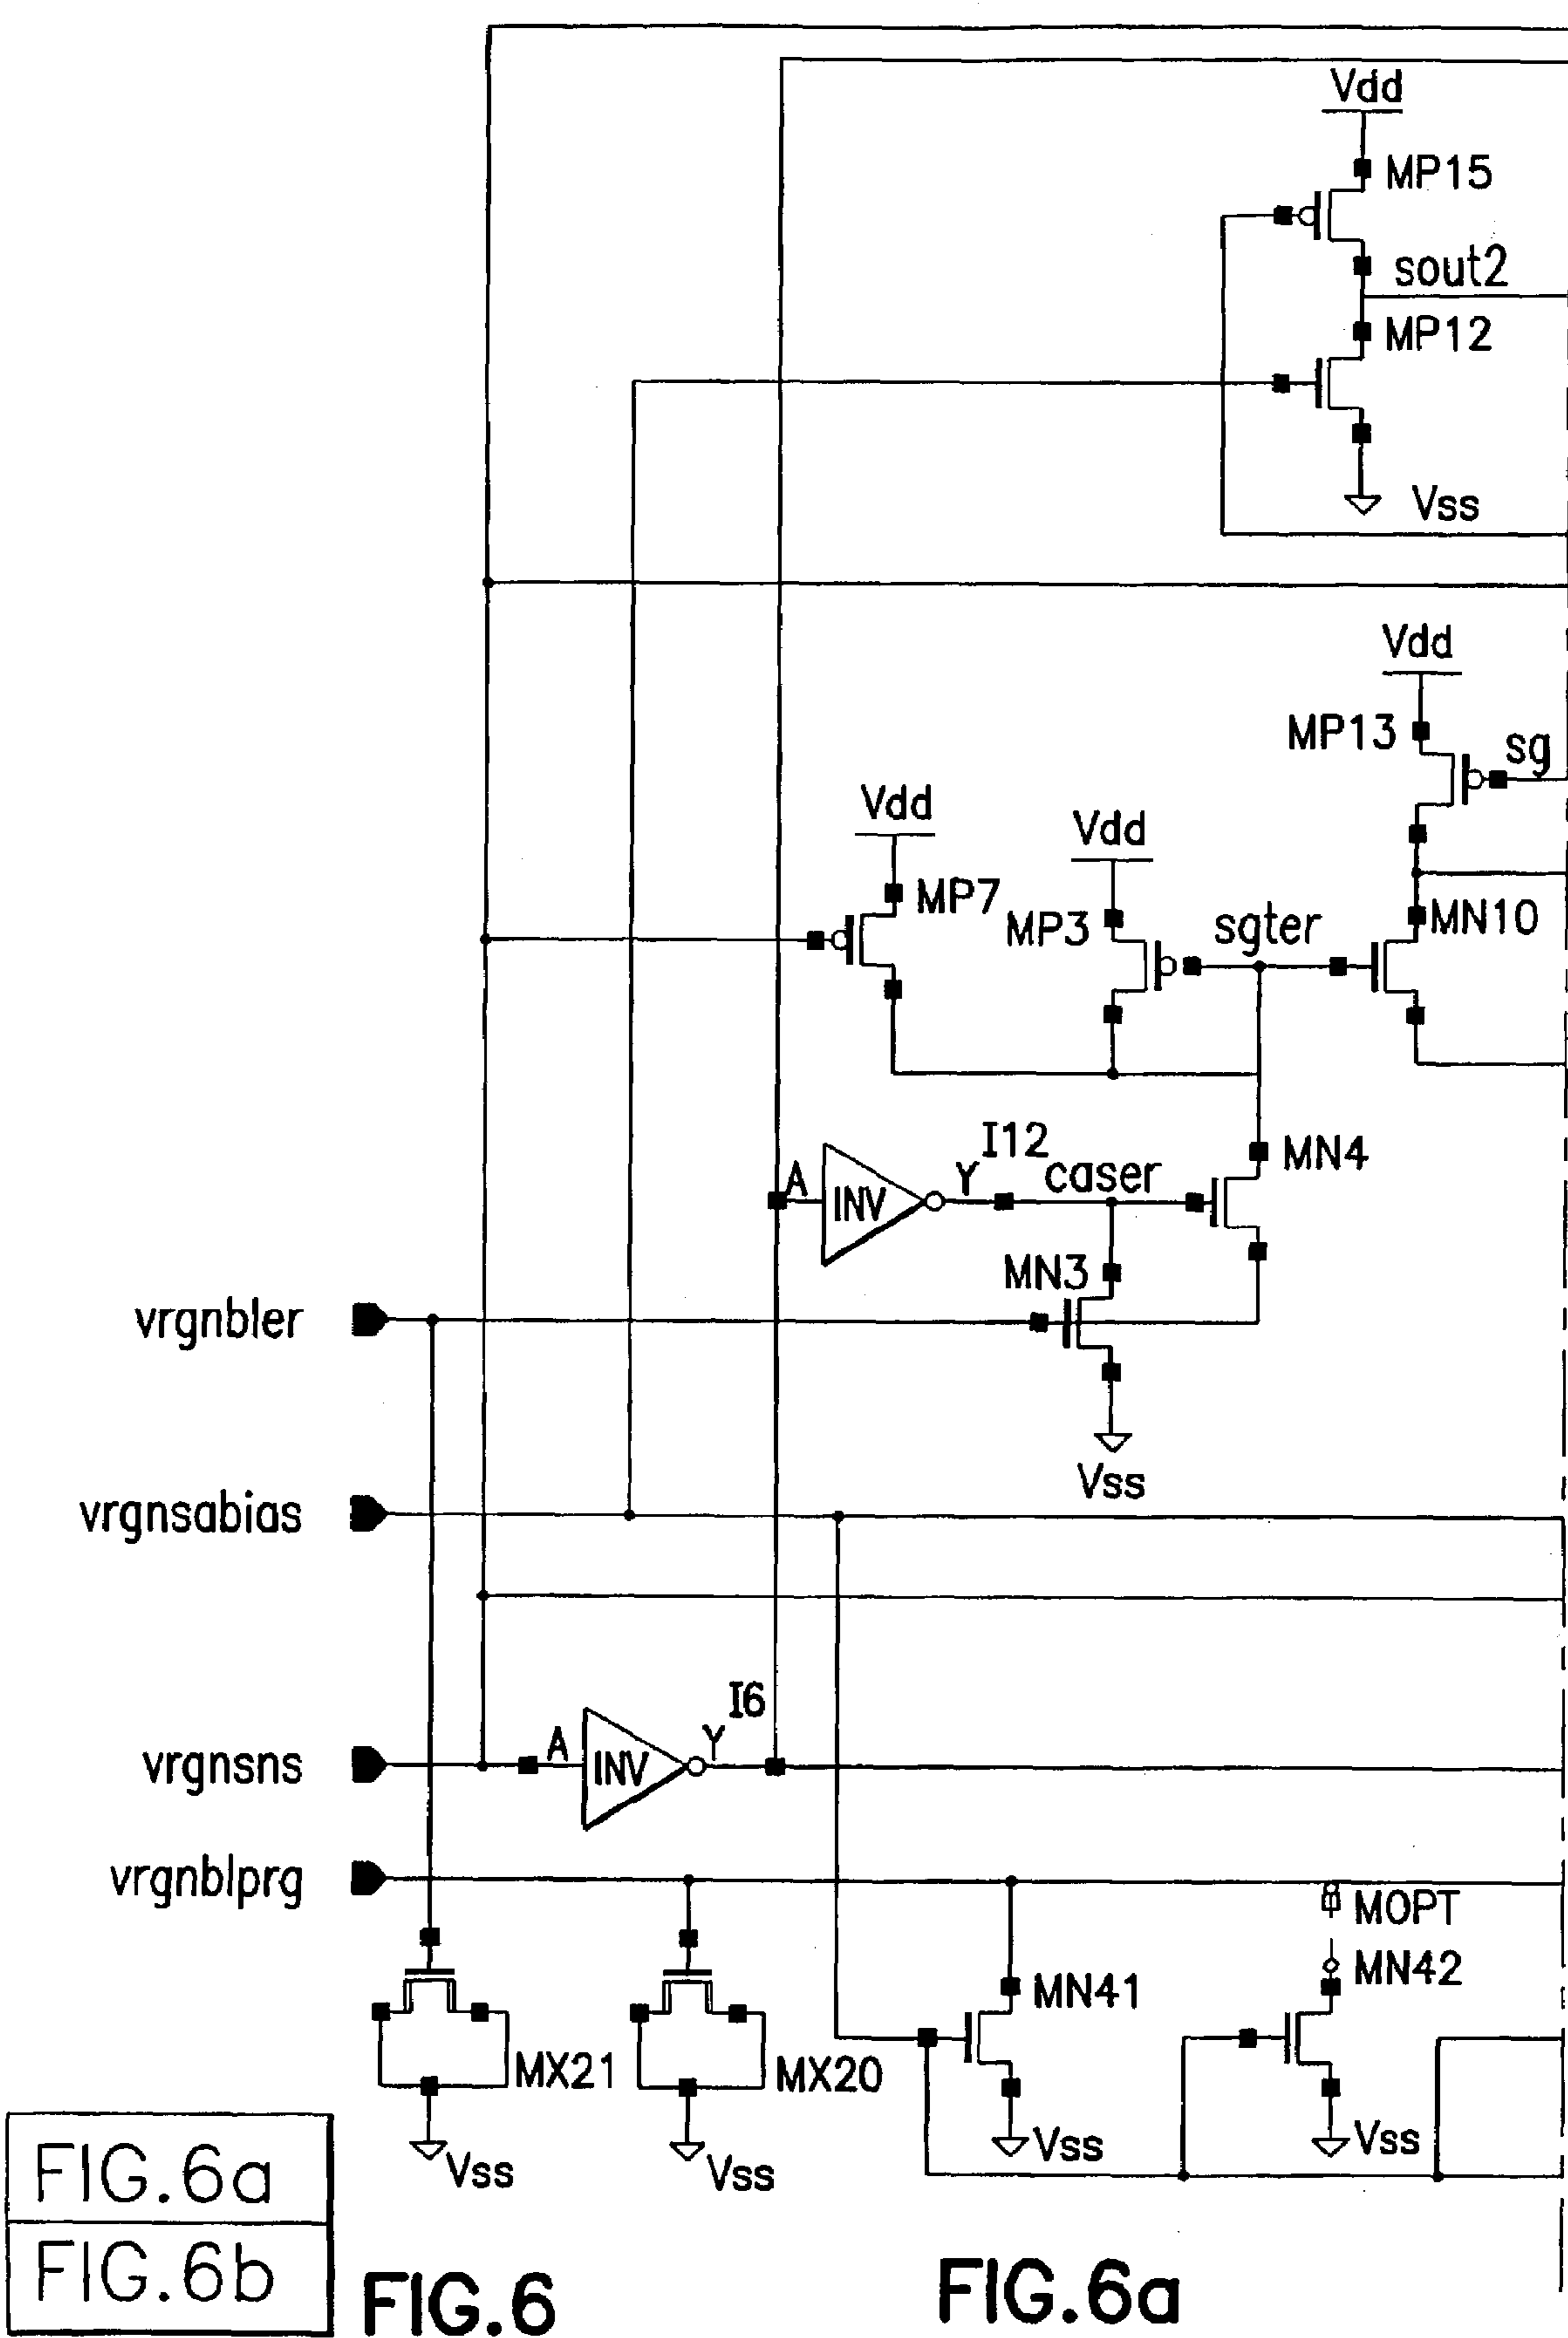 Vdd
MP15
sout2
MP12
Vss
Vdd
MP13
sg
Vdd
Vdd
MP7
MP3
sgter
MN10
I12
MN4
A
INV
Y
caser
MN3
vrgnbler
Vss
vrgnsabias
I6
A
INV
Y
vrgnsns
vrgnblprg
MOPT
MN42
MN41
MX21
MX20
Vss
Vss
Vss
Vss
FIG.6a
FIG.6b
FIG.6
FIG.6a